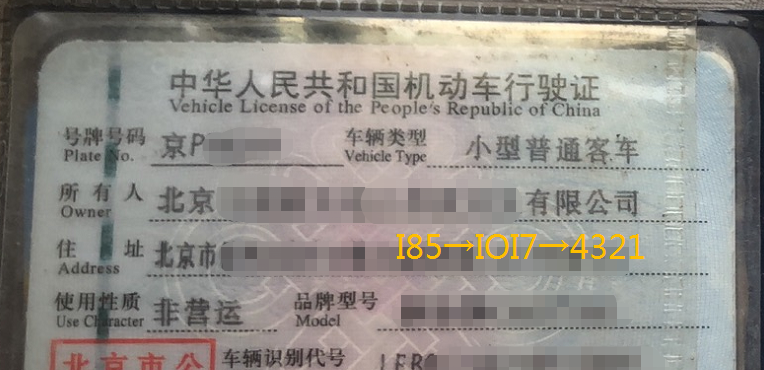 中华人民共和国机动车行驶证
Vehicle License of the People's Republic of China
号牌号码 京P 车辆类型 小型普通客车
Plate No. Vehicle Type
所有人 北京 有限公司
Owner
I85→IOI7→4321
住址 北京市
Address
使用性质 非营运 品牌型号
Use Character Model
北京市公 车辆识别代号